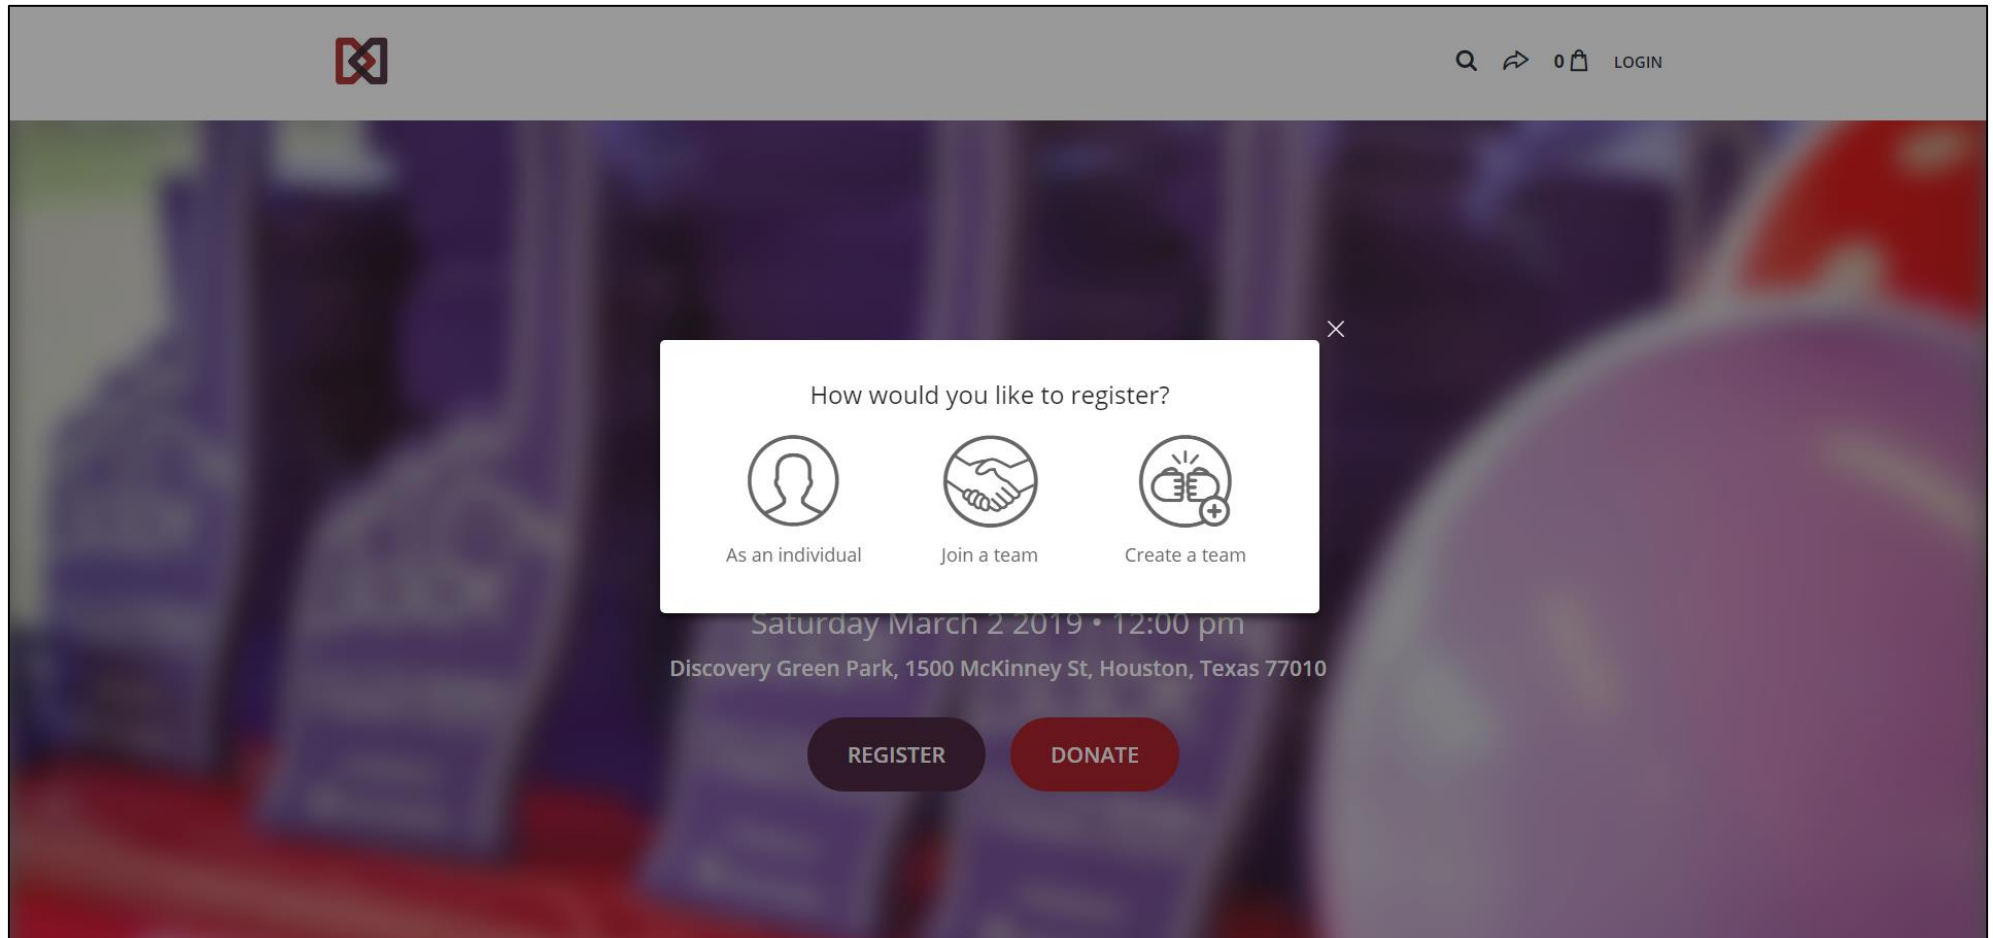 0 LOGIN
How would you like to register?
As an individual Join a team Create a team
Saturday March 2 2019 • 12:00 pm
Discovery Green Park, 1500 McKinney St, Houston, Texas 77010
REGISTER DONATE